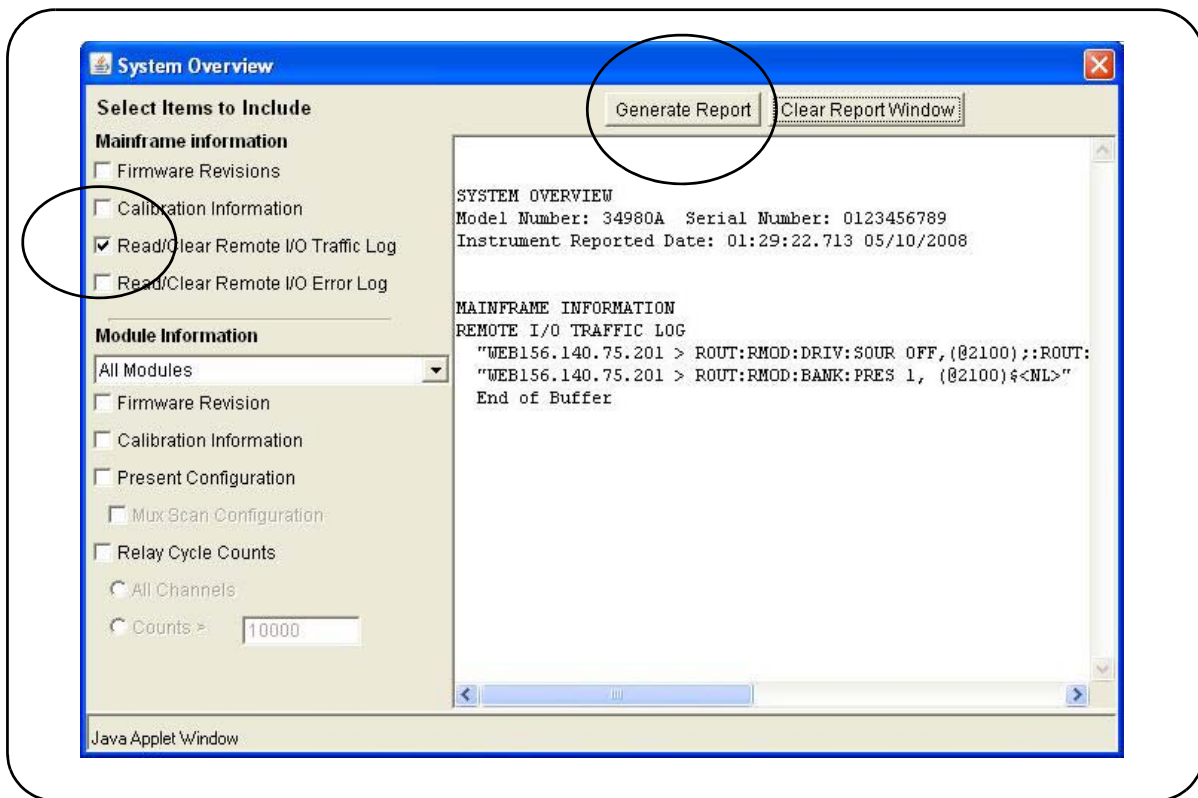 System Overview
Select Items to Include
Generate Report
Clear Report Window
Mainframe information
Firmware Revisions
Calibration Information
Read/Clear Remote I/O Traffic Log
Read/Clear Remote I/O Error Log
Module Information
All Modules
Firmware Revision
Calibration Information
Present Configuration
Mux Scan Configuration
Relay Cycle Counts
All Channels
Counts >
10000
SYSTEM OVERVIEW
Model Number: 34980A  Serial Number: 0123456789
Instrument Reported Date: 01:29:22.713 05/10/2008
MAINFRAME INFORMATION
REMOTE I/O TRAFFIC LOG
"WEB156.140.75.201 > ROUT:RMOD:DRIV:SOUR OFF,(@2100);:ROUT:
"WEB156.140.75.201 > ROUT:RMOD:BANK:PRES 1, (@2100)$<NL>"
End of Buffer
Java Applet Window